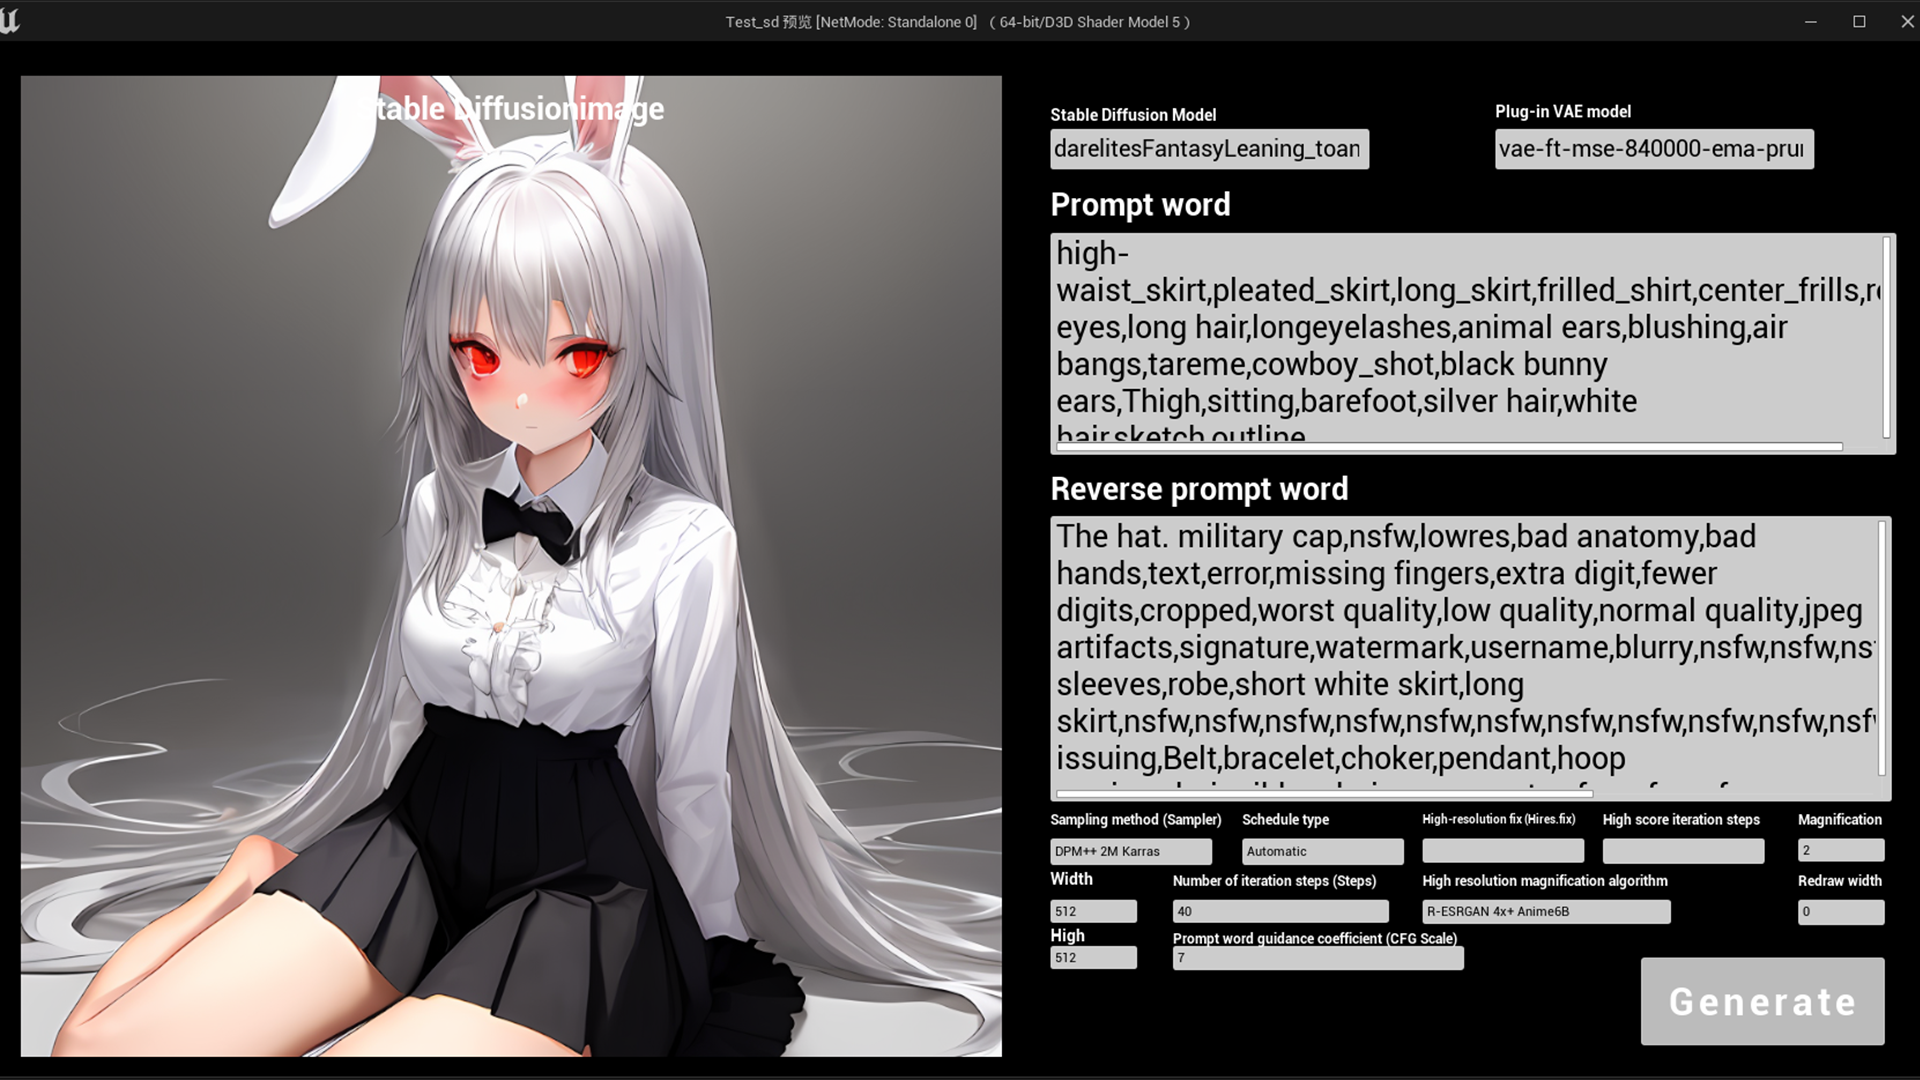 Test_sd 预览 [NetMode: Standalone 0] ( 64-bit/D3D Shader Model 5 )
Stable Diffusionimage
Stable Diffusion Model
Plug-in VAE model
darelitesFantasyLeaning_toan
vae-ft-mse-840000-ema-pru
Prompt word
high-
waist_skirt,pleated_skirt,long_skirt,frilled_shirt,center_frills,r
eyes,long hair,longeyelashes,animal ears,blushing,air
bangs,tareme,cowboy_shot,black bunny
ears,Thigh,sitting,barefoot,silver hair,white
hair,sketch,outline
Reverse prompt word
The hat. military cap,nsfw,lowres,bad anatomy,bad
hands,text,error,missing fingers,extra digit,fewer
digits,cropped,worst quality,low quality,normal quality,jpeg
artifacts,signature,watermark,username,blurry,nsfw,nsfw,ns
sleeves,robe,short white skirt,long
skirt,nsfw,nsfw,nsfw,nsfw,nsfw,nsfw,nsfw,nsfw,nsfw,nsfw,nsf
issuing,Belt,bracelet,choker,pendant,hoop
Sampling method (Sampler)
Schedule type
High-resolution fix (Hires.fix)
High score iteration steps
Magnification
DPM++ 2M Karras
Automatic
2
Width
Number of iteration steps (Steps)
High resolution magnification algorithm
Redraw width
512
40
R-ESRGAN 4x+ Anime6B
0
High
Prompt word guidance coefficient (CFG Scale)
512
7
Generate